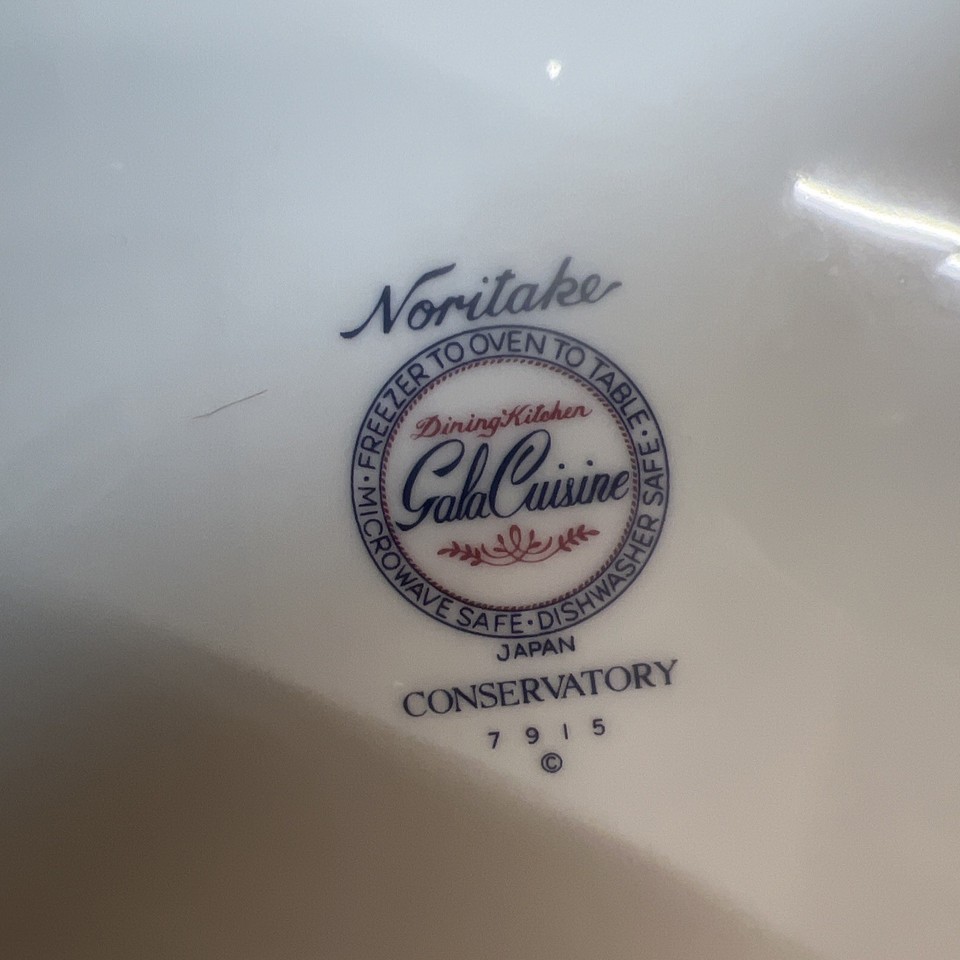 Noritake
FREEZER TO OVEN TO TABLE · DISHWASHER SAFE · MICROWAVE SAFE ·
Dining Kitchen
Gala Cuisine
JAPAN
CONSERVATORY
7915
©